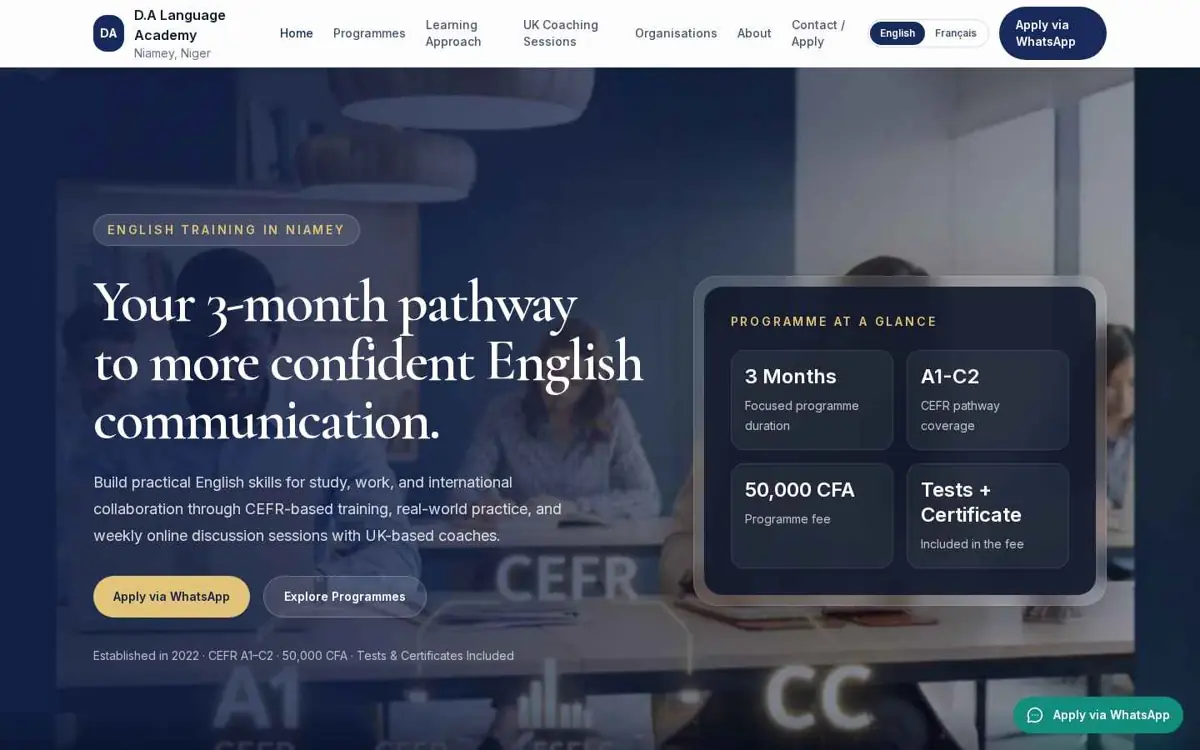 DA
D.A Language
Academy
Niamey, Niger
Home
Programmes
Learning
Approach
UK Coaching
Sessions
Organisations
About
Contact /
Apply
English
Français
Apply via
WhatsApp
ENGLISH TRAINING IN NIAMEY
Your 3-month pathway
to more confident English
communication.
Build practical English skills for study, work, and international
collaboration through CEFR-based training, real-world practice, and
weekly online discussion sessions with UK-based coaches.
Apply via WhatsApp
Explore Programmes
Established in 2022 · CEFR A1–C2 · 50,000 CFA · Tests & Certificates Included
PROGRAMME AT A GLANCE
3 Months
Focused programme
duration
A1-C2
CEFR pathway
coverage
50,000 CFA
Programme fee
Tests +
Certificate
Included in the fee
CEFR
A1
CC
CEFR
Apply via WhatsApp